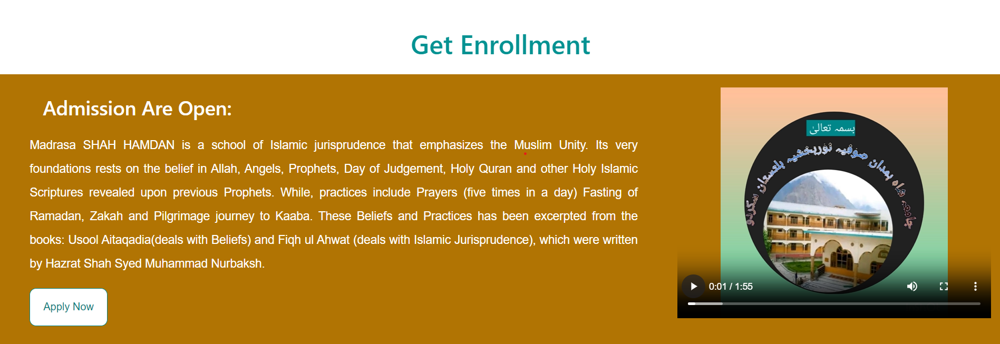 Get Enrollment
Admission Are Open:
Madrasa SHAH HAMDAN is a school of Islamic jurisprudence that emphasizes the Muslim Unity. Its very
foundations rests on the belief in Allah, Angels, Prophets, Day of Judgement, Holy Quran and other Holy Islamic
Scriptures revealed upon previous Prophets. While, practices include Prayers (five times in a day) Fasting of
Ramadan, Zakah and Pilgrimage journey to Kaaba. These Beliefs and Practices has been excerpted from the
books: Usool Aitaqadia(deals with Beliefs) and Fiqh ul Ahwat (deals with Islamic Jurisprudence), which were written
by Hazrat Shah Syed Muhammad Nurbaksh.
Apply Now
بسمہ تعالیٰ
جامعہ شاہ ہمدان صوفیہ نوربخشیہ بلتستان سکردو
0:01 / 1:55